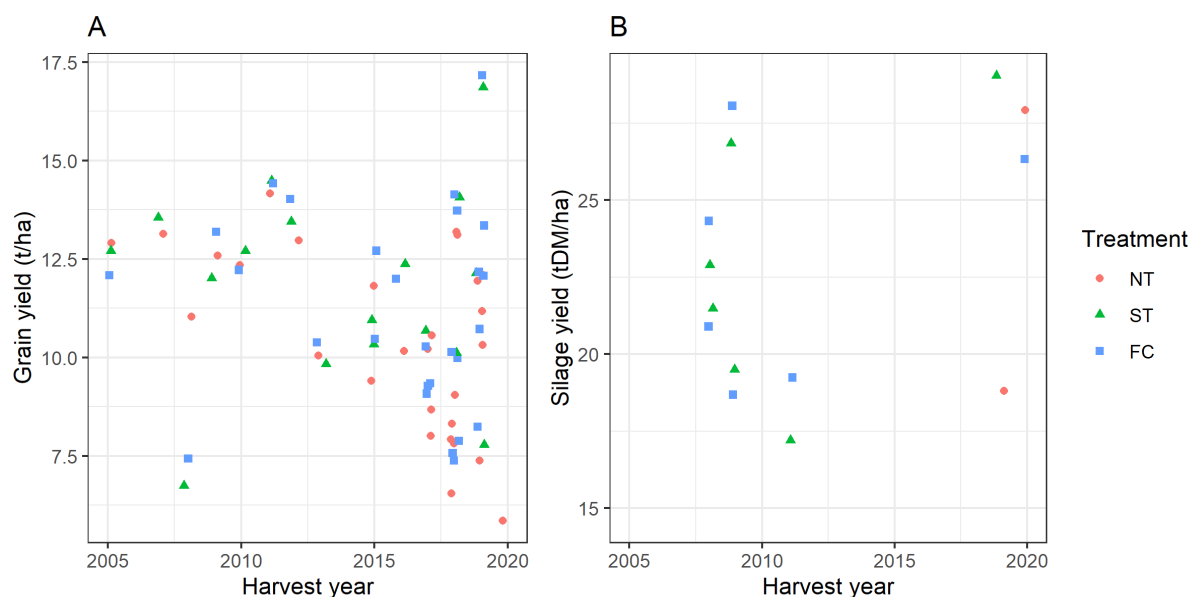 A
B
17.5
15.0
12.5
10.0
7.5
Grain yield (t/ha)
2005
2010
2015
2020
Harvest year
25
20
15
Silage yield (tDM/ha)
2005
2010
2015
2020
Harvest year
Treatment
NT
ST
FC